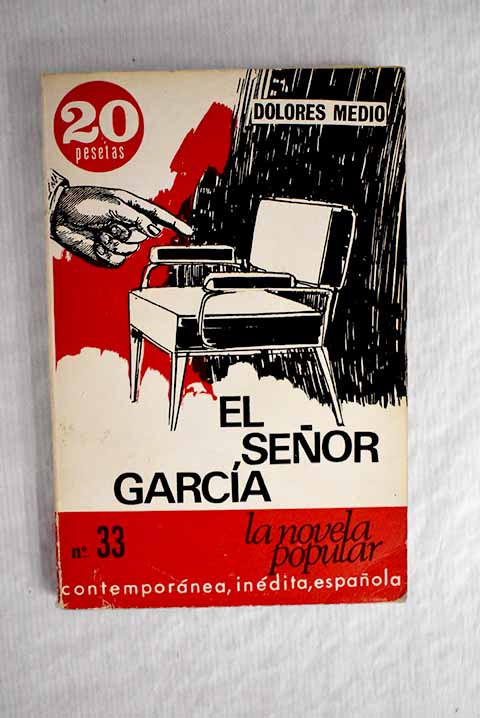 20
pesetas
DOLORES MEDIO
EL
SEÑOR
GARCÍA
nº 33
la novela
popular
contemporánea, inédita, española